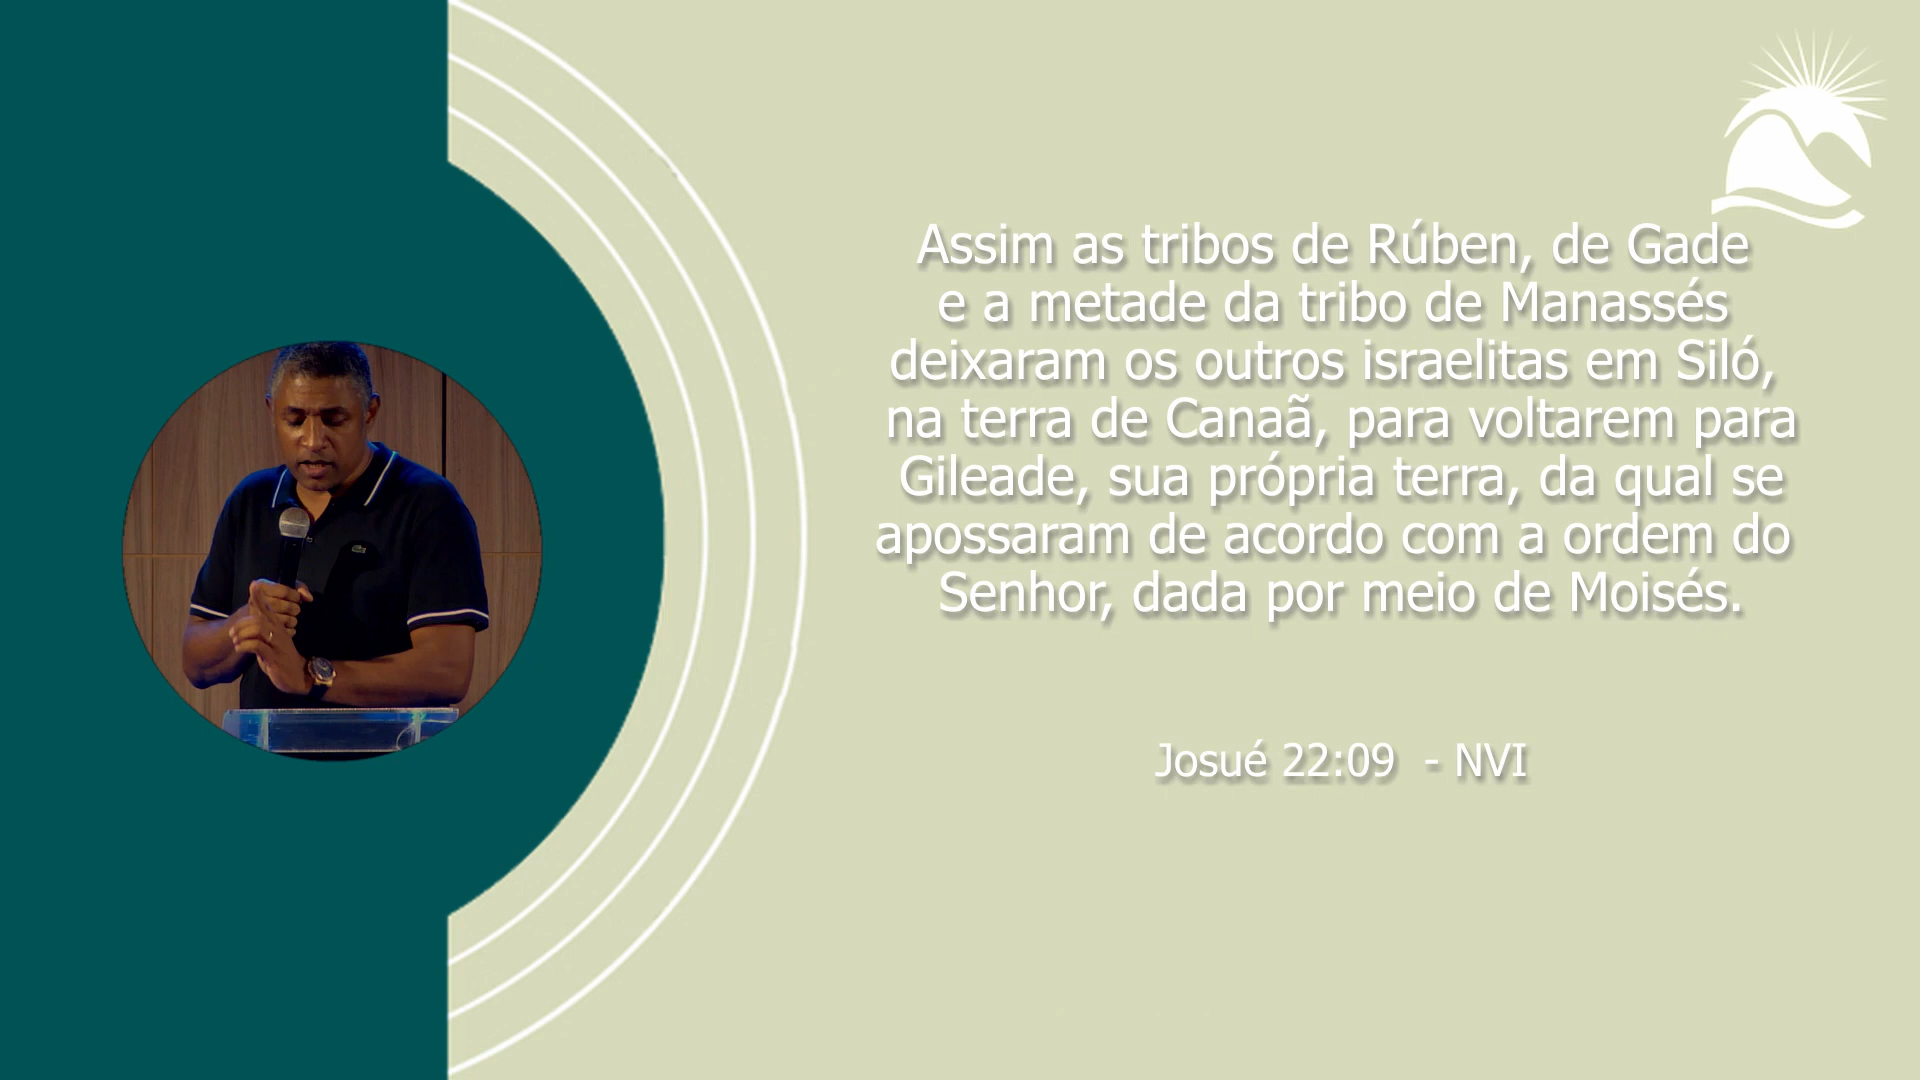 Assim as tribos de Rúben, de Gade
e a metade da tribo de Manassés
deixaram os outros israelitas em Siló,
na terra de Canaã, para voltarem para
Gileade, sua própria terra, da qual se
apossaram de acordo com a ordem do
Senhor, dada por meio de Moisés.
Josué 22:09 - NVI